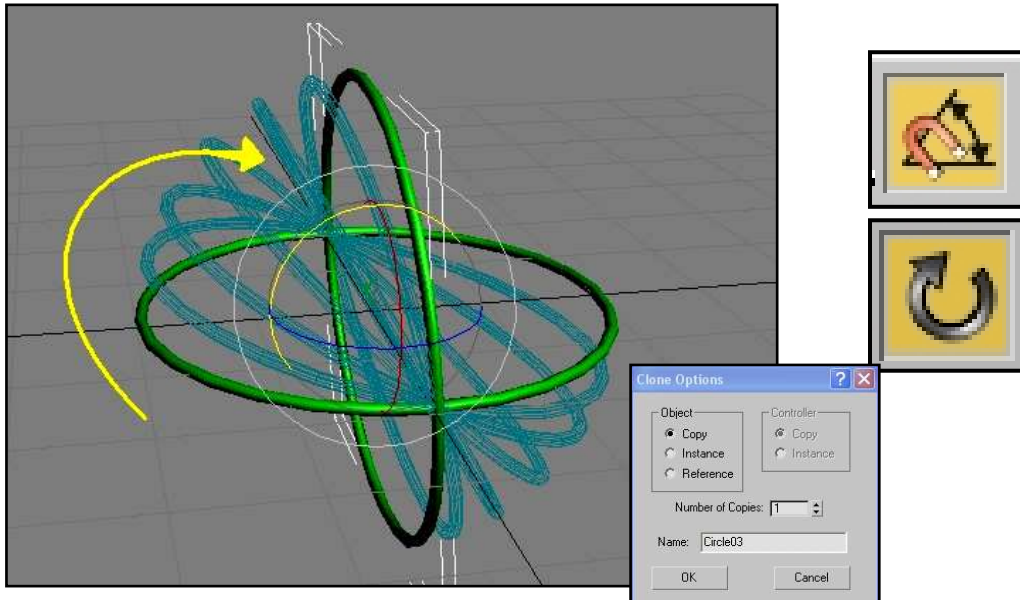 Clone Options
Object
Copy
Instance
Reference
Controller
Copy
Instance
Number of Copies: 1
Name: Circle03
OK
Cancel